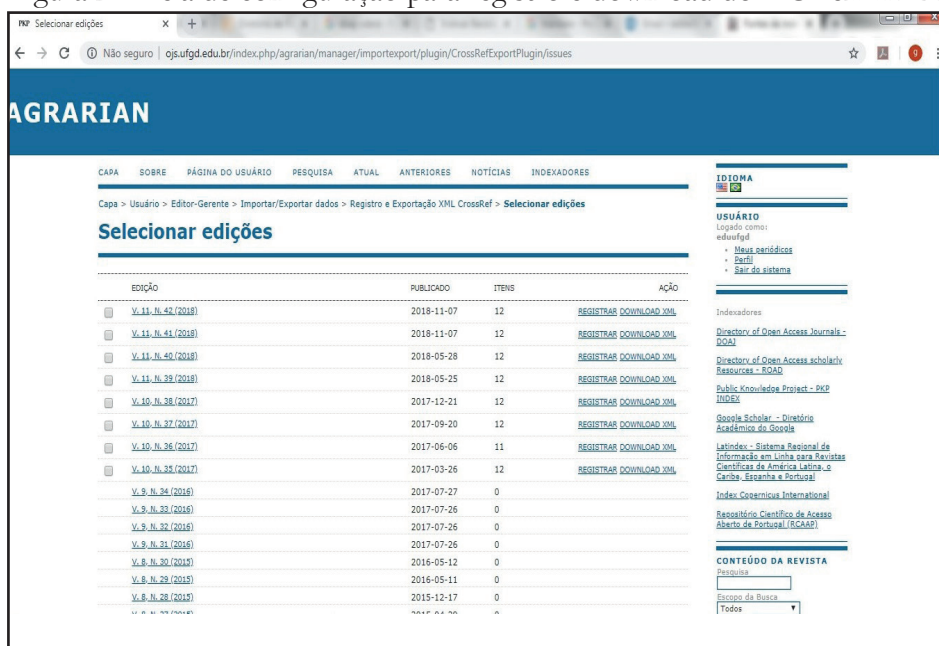 Selecionar edições
Não seguro | ojs.ufgd.edu.br/index.php/agrarian/manager/importexport/plugin/CrossRefExportPlugin/issues
AGRARIAN
CAPA SOBRE PÁGINA DO USUÁRIO PESQUISA ATUAL ANTERIORES NOTÍCIAS INDEXADORES
Capa > Usuário > Editor-Gerente > Importar/Exportar dados > Registro e Exportação XML CrossRef > Selecionar edições
Selecionar edições
EDIÇÃO PUBLICADO ITENS AÇÃO
V. 11, N. 42 (2018) 2018-11-07 12 REGISTRAR DOWNLOAD XML
V. 11, N. 41 (2018) 2018-11-07 12 REGISTRAR DOWNLOAD XML
V. 11, N. 40 (2018) 2018-05-28 12 REGISTRAR DOWNLOAD XML
V. 11, N. 39 (2018) 2018-05-25 12 REGISTRAR DOWNLOAD XML
V. 10, N. 38 (2017) 2017-12-21 12 REGISTRAR DOWNLOAD XML
V. 10, N. 37 (2017) 2017-09-20 12 REGISTRAR DOWNLOAD XML
V. 10, N. 36 (2017) 2017-06-06 11 REGISTRAR DOWNLOAD XML
V. 10, N. 35 (2017) 2017-03-26 12 REGISTRAR DOWNLOAD XML
V. 9, N. 34 (2016) 2017-07-27 0
V. 9, N. 33 (2016) 2017-07-26 0
V. 9, N. 32 (2016) 2017-07-26 0
V. 9, N. 31 (2016) 2017-07-26 0
V. 8, N. 30 (2015) 2016-05-12 0
V. 8, N. 29 (2015) 2016-05-11 0
V. 8, N. 28 (2015) 2015-12-17 0
IDIOMA
USUÁRIO
Logado como:
eduufgd
Meus periódicos
Perfil
Sair do sistema
Indexadores
Directory of Open Access Journals -
DOAJ
Directory of Open Access scholarly
Resources - ROAD
Public Knowledge Project - PKP
INDEX
Google Scholar - Diretório
Acadêmico do Google
Latindex - Sistema Regional de
Informação em Linha para Revistas
Científicas de América Latina, o
Caribe, Espanha e Portugal
Index Copernicus International
Repositório Científico de Acesso
Aberto de Portugal (RCAAP)
CONTEÚDO DA REVISTA
Pesquisa
Escopo da Busca
Todos